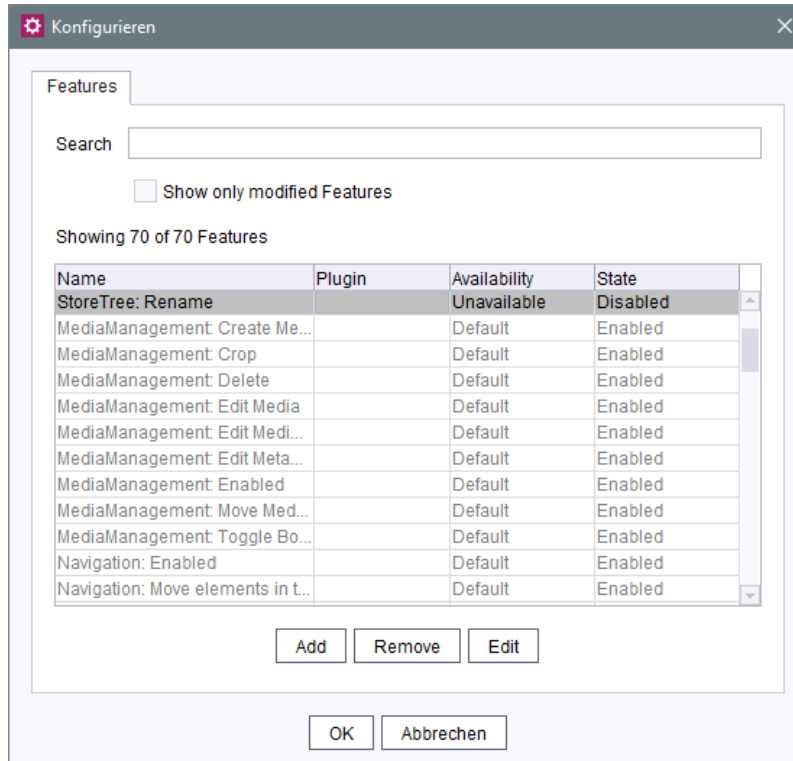 Konfigurieren
Features
Search
Show only modified Features
Showing 70 of 70 Features
Name Plugin Availability State
StoreTree: Rename Unavailable Disabled
MediaManagement: Create Me... Default Enabled
MediaManagement: Crop Default Enabled
MediaManagement: Delete Default Enabled
MediaManagement: Edit Media Default Enabled
MediaManagement: Edit Medi... Default Enabled
MediaManagement: Edit Meta... Default Enabled
MediaManagement: Enabled Default Enabled
MediaManagement: Move Med... Default Enabled
MediaManagement: Toggle Bo... Default Enabled
Navigation: Enabled Default Enabled
Navigation: Move elements in t... Default Enabled
Add Remove Edit
OK Abbrechen